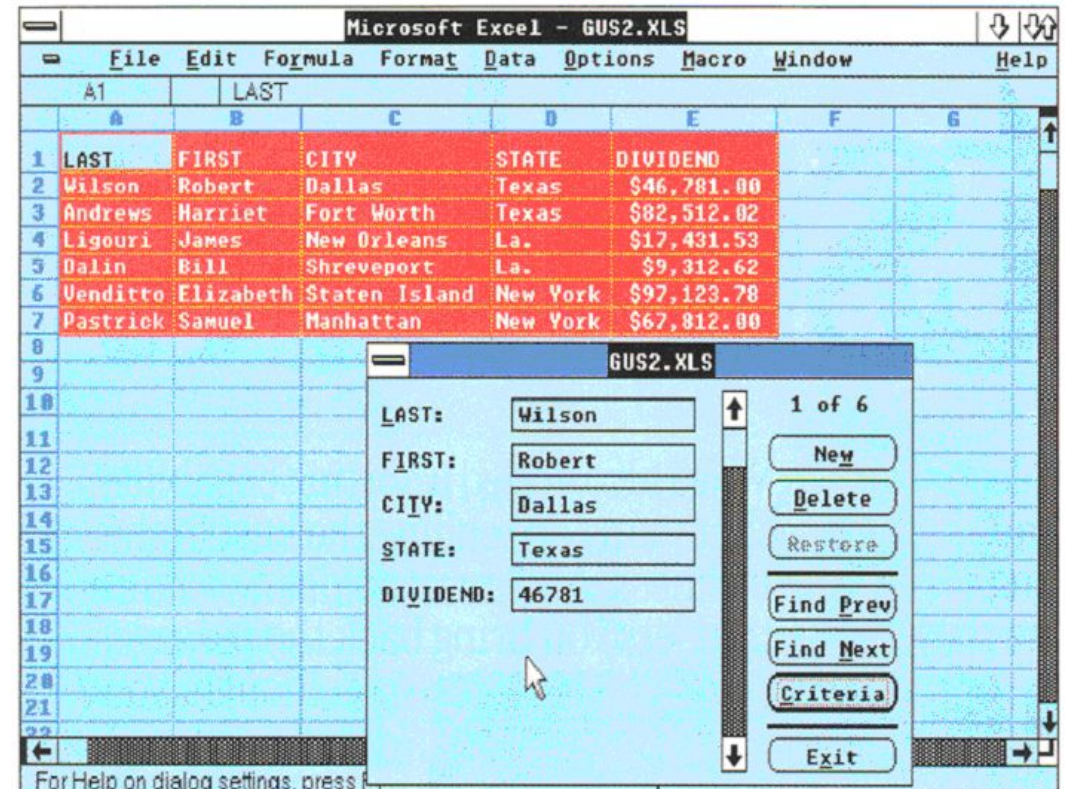 Microsoft Excel - GUS2.XLS
File Edit Formula Format Data Options Macro Window Help
A1 LAST
A B C D E F G
1 LAST FIRST CITY STATE DIVIDEND
2 Wilson Robert Dallas Texas $46,781.00
3 Andrews Harriet Fort Worth Texas $82,512.02
4 Ligouri James New Orleans La. $17,431.53
5 Dalin Bill Shreveport La. $9,312.62
6 Venditto Elizabeth Staten Island New York $97,123.78
7 Pastrick Samuel Manhattan New York $67,812.00
8
9
10
11
12
13
14
15
16
17
18
19
20
21
22
GUS2.XLS
1 of 6
LAST: Wilson
FIRST: Robert
CITY: Dallas
STATE: Texas
DIVIDEND: 46781
New
Delete
Restore
Find Prev
Find Next
Criteria
Exit
For Help on dialog settings, press